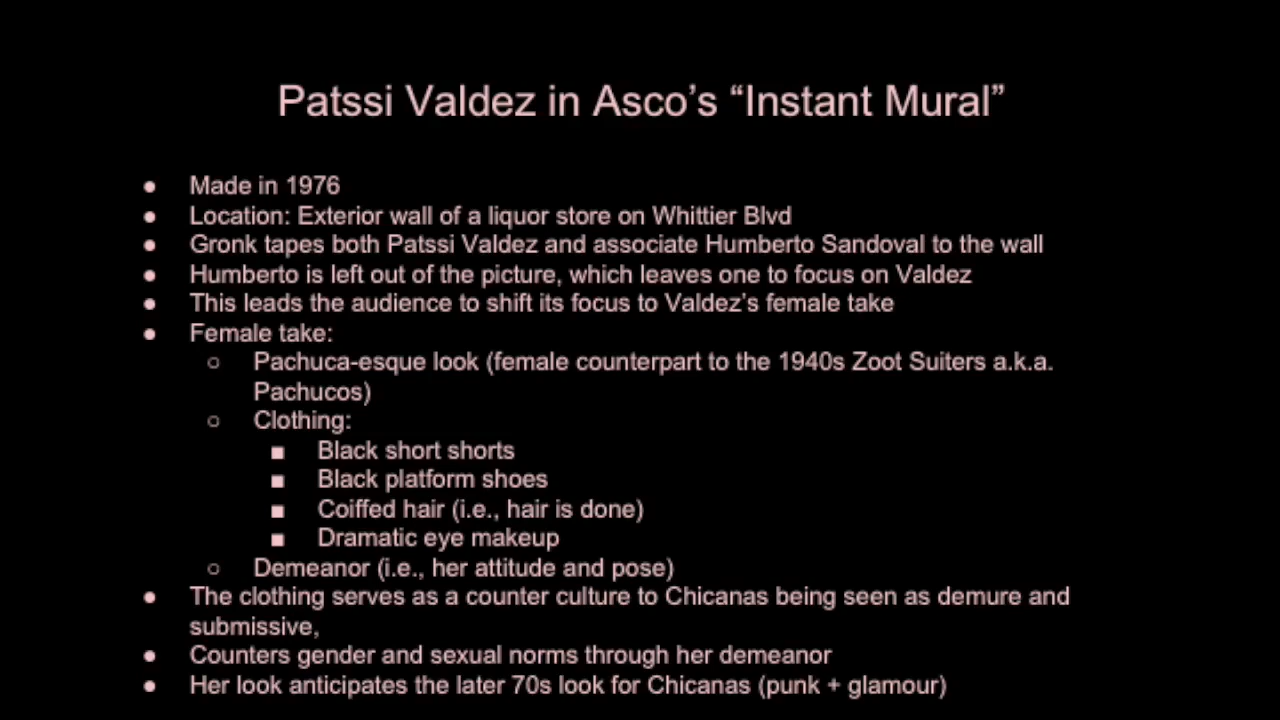 Patssi Valdez in Asco’s “Instant Mural”
● Made in 1976
● Location: Exterior wall of a liquor store on Whittier Blvd
● Gronk tapes both Patssi Valdez and associate Humberto Sandoval to the wall
● Humberto is left out of the picture, which leaves one to focus on Valdez
● This leads the audience to shift its focus to Valdez’s female take
● Female take:
○ Pachuca-esque look (female counterpart to the 1940s Zoot Suiters a.k.a.
Pachucos)
○ Clothing:
■ Black short shorts
■ Black platform shoes
■ Coiffed hair (i.e., hair is done)
■ Dramatic eye makeup
○ Demeanor (i.e., her attitude and pose)
● The clothing serves as a counter culture to Chicanas being seen as demure and
submissive,
● Counters gender and sexual norms through her demeanor
● Her look anticipates the later 70s look for Chicanas (punk + glamour)